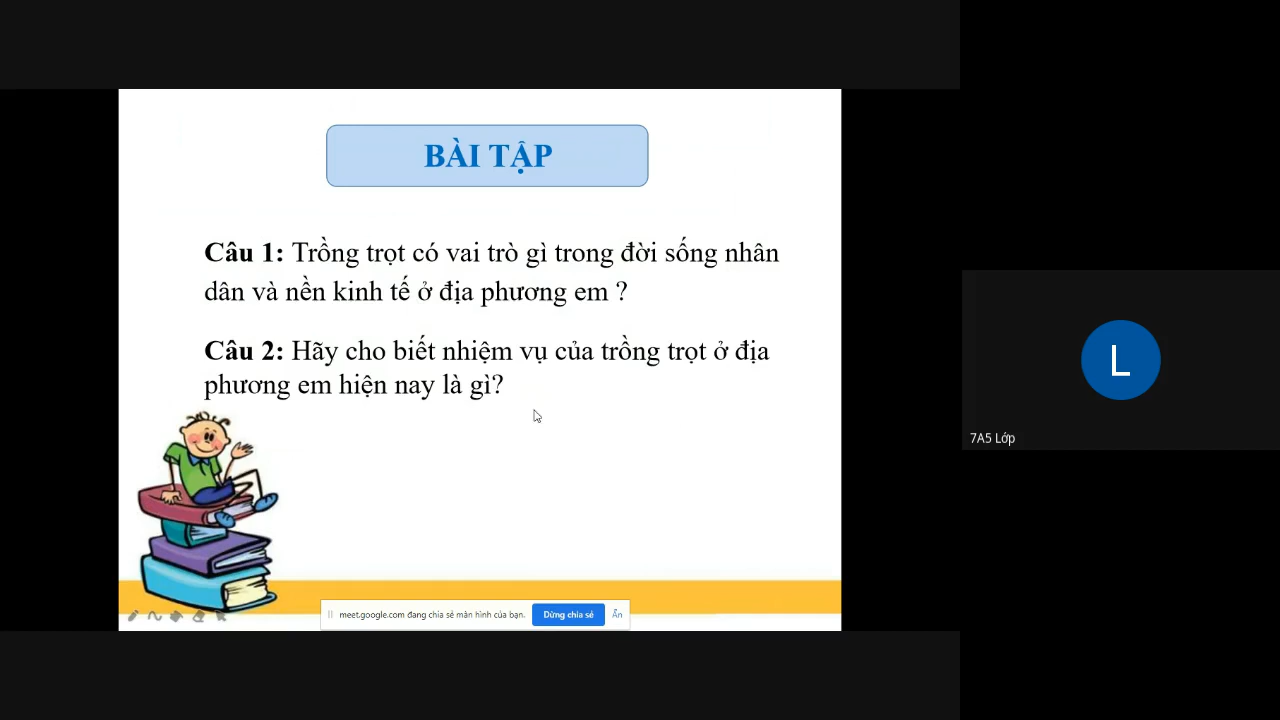 BÀI TẬP
Câu 1: Trồng trọt có vai trò gì trong đời sống nhân
dân và nền kinh tế ở địa phương em ?
Câu 2: Hãy cho biết nhiệm vụ của trồng trọt ở địa
phương em hiện nay là gì?
meet.google.com đang chia sẻ màn hình của bạn. Dừng chia sẻ Ẩn
L
7A5 Lớp